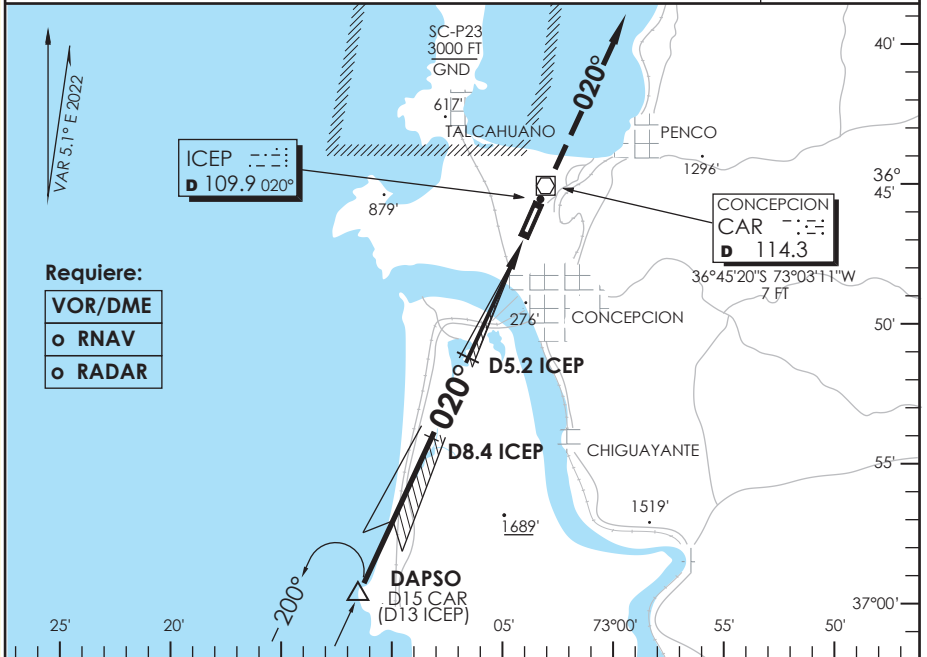 SC-P23
3000 FT
GND
40'
VAR 5.1° E 2022
020°
617'
TALCAHUANO
PENCO
1296'
ICEP
D 109.9 020°
36°
45'
879'
CONCEPCION
CAR
D 114.3
36°45'20"S 73°03'11"W
7 FT
Requiere:
VOR/DME
o RNAV
o RADAR
276'
CONCEPCION
50'
D5.2 ICEP
020°
D8.4 ICEP
CHIGUAYANTE
55'
1519'
1689'
DAPSO
D15 CAR
(D13 ICEP)
200°
37°00'
25'
20'
05'
73°00'
55'
50'